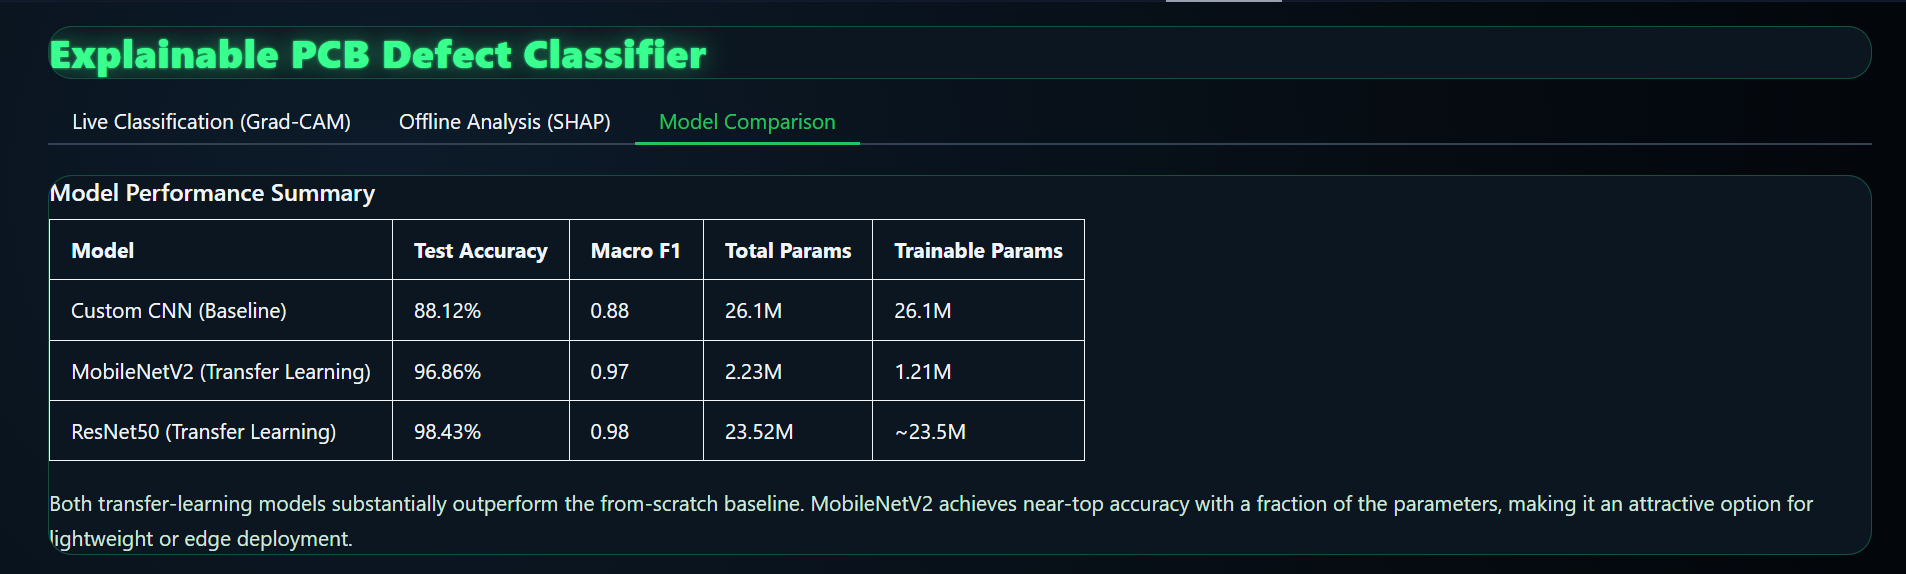 Explainable PCB Defect Classifier
Live Classification (Grad-CAM) Offline Analysis (SHAP) Model Comparison
Model Performance Summary
Model Test Accuracy Macro F1 Total Params Trainable Params
Custom CNN (Baseline) 88.12% 0.88 26.1M 26.1M
MobileNetV2 (Transfer Learning) 96.86% 0.97 2.23M 1.21M
ResNet50 (Transfer Learning) 98.43% 0.98 23.52M ~23.5M
Both transfer-learning models substantially outperform the from-scratch baseline. MobileNetV2 achieves near-top accuracy with a fraction of the parameters, making it an attractive option for
lightweight or edge deployment.